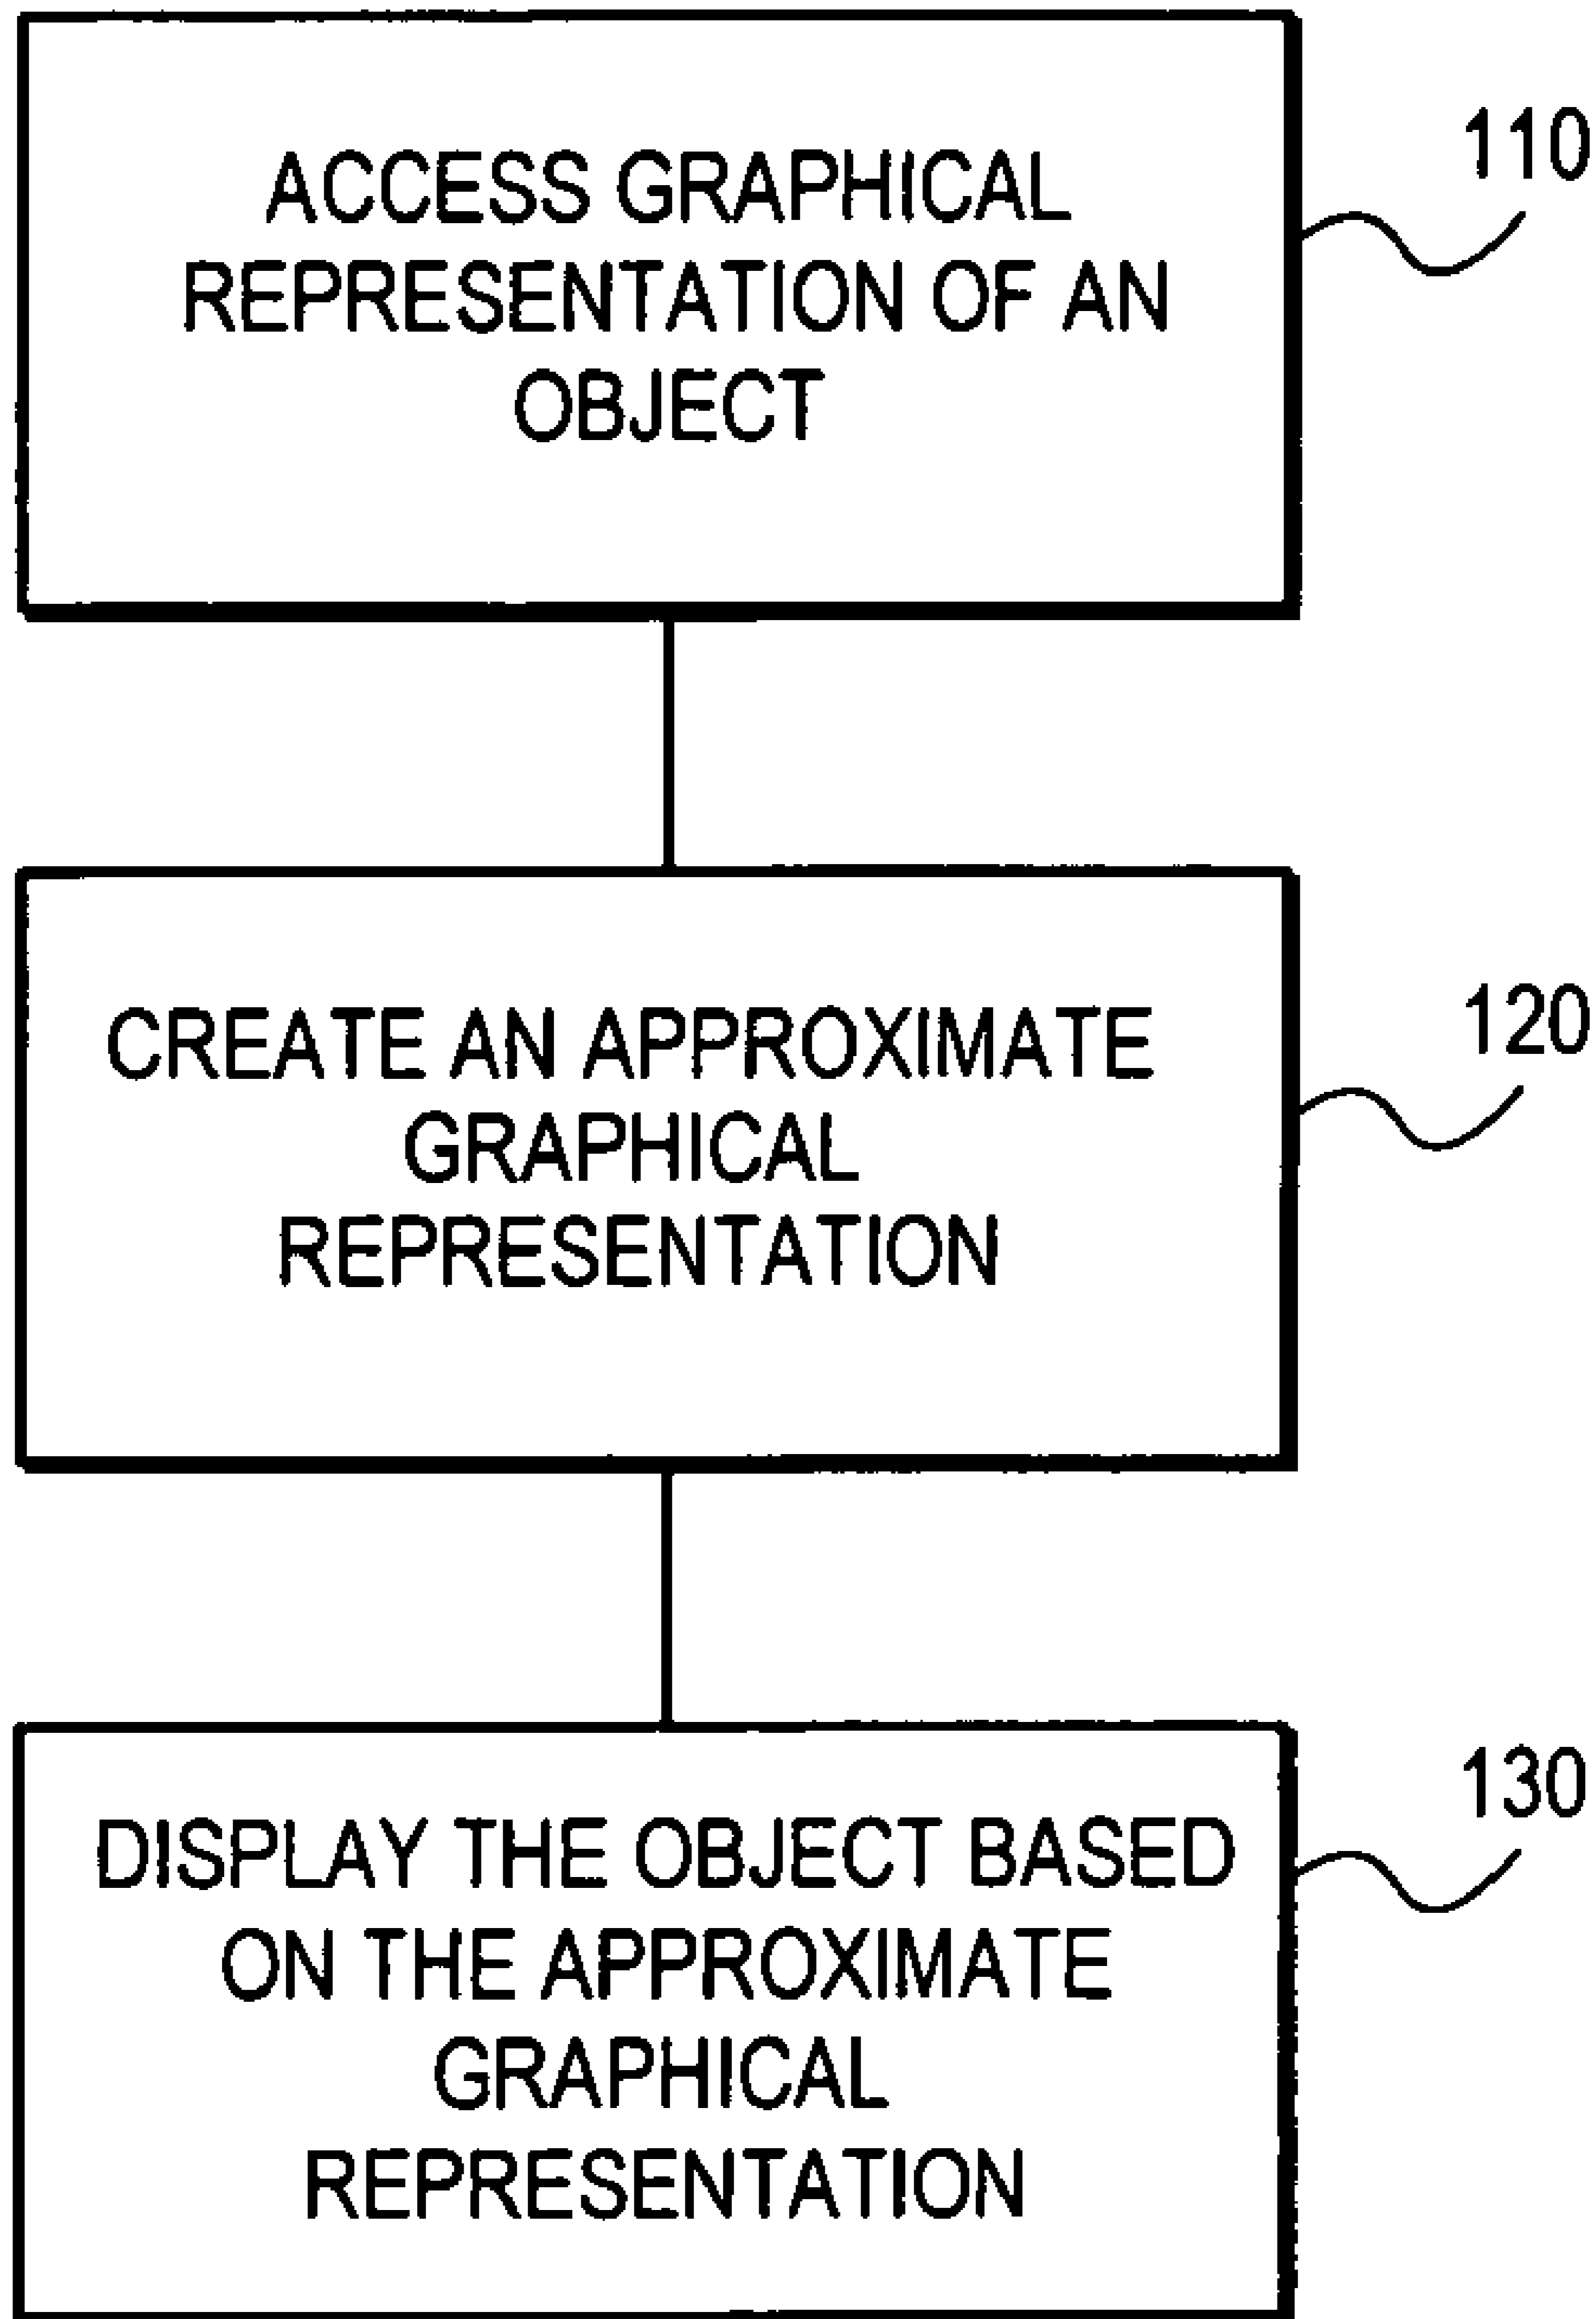 ACCESS GRAPHICAL
REPRESENTATION OF AN
OBJECT
110
CREATE AN APPROXIMATE
GRAPHICAL
REPRESENTATION
120
DISPLAY THE OBJECT BASED
ON THE APPROXIMATE
GRAPHICAL
REPRESENTATION
130